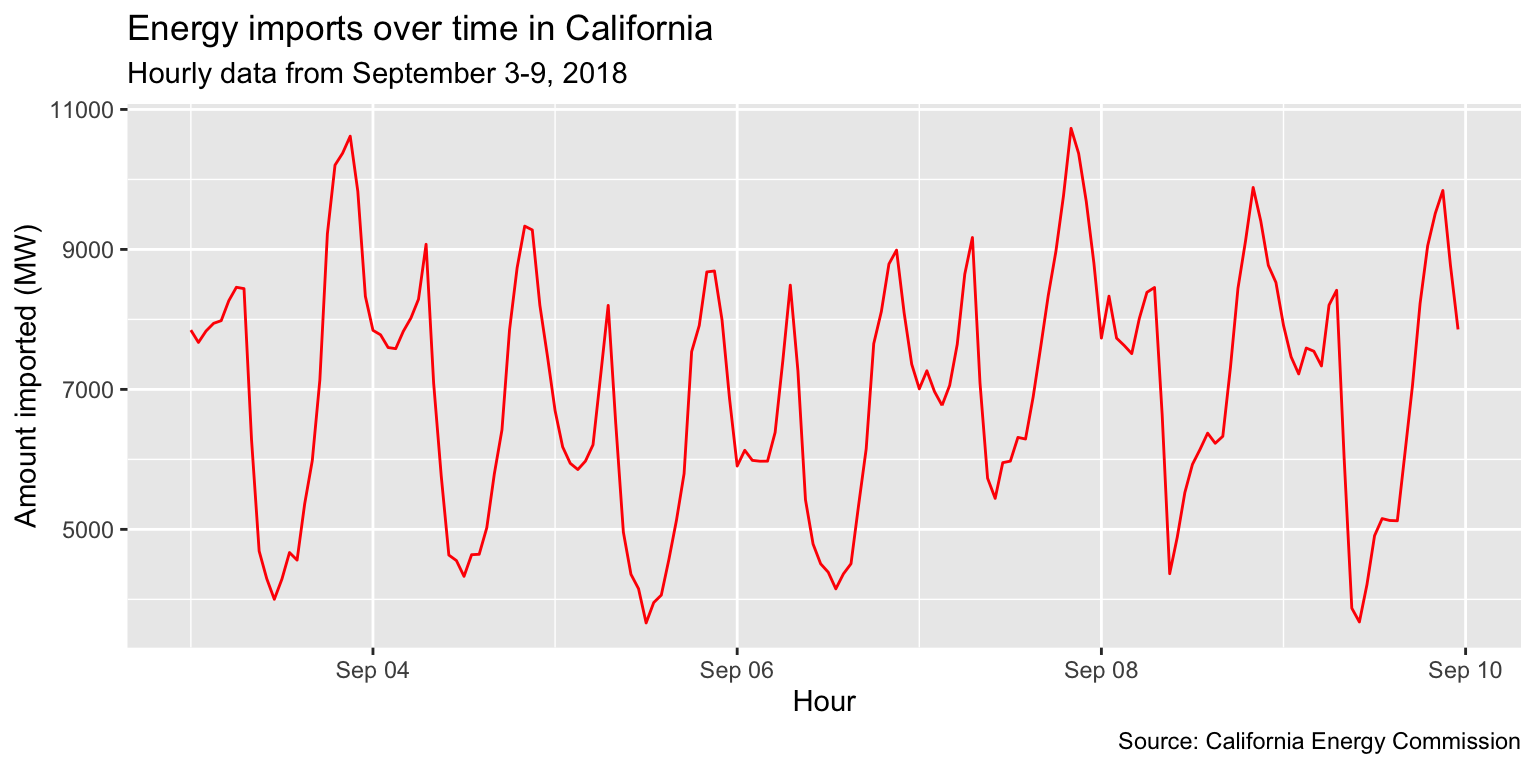 Energy imports over time in California
Hourly data from September 3-9, 2018
11000
9000
7000
5000
Amount imported (MW)
Sep 04
Sep 06
Sep 08
Sep 10
Hour
Source: California Energy Commission